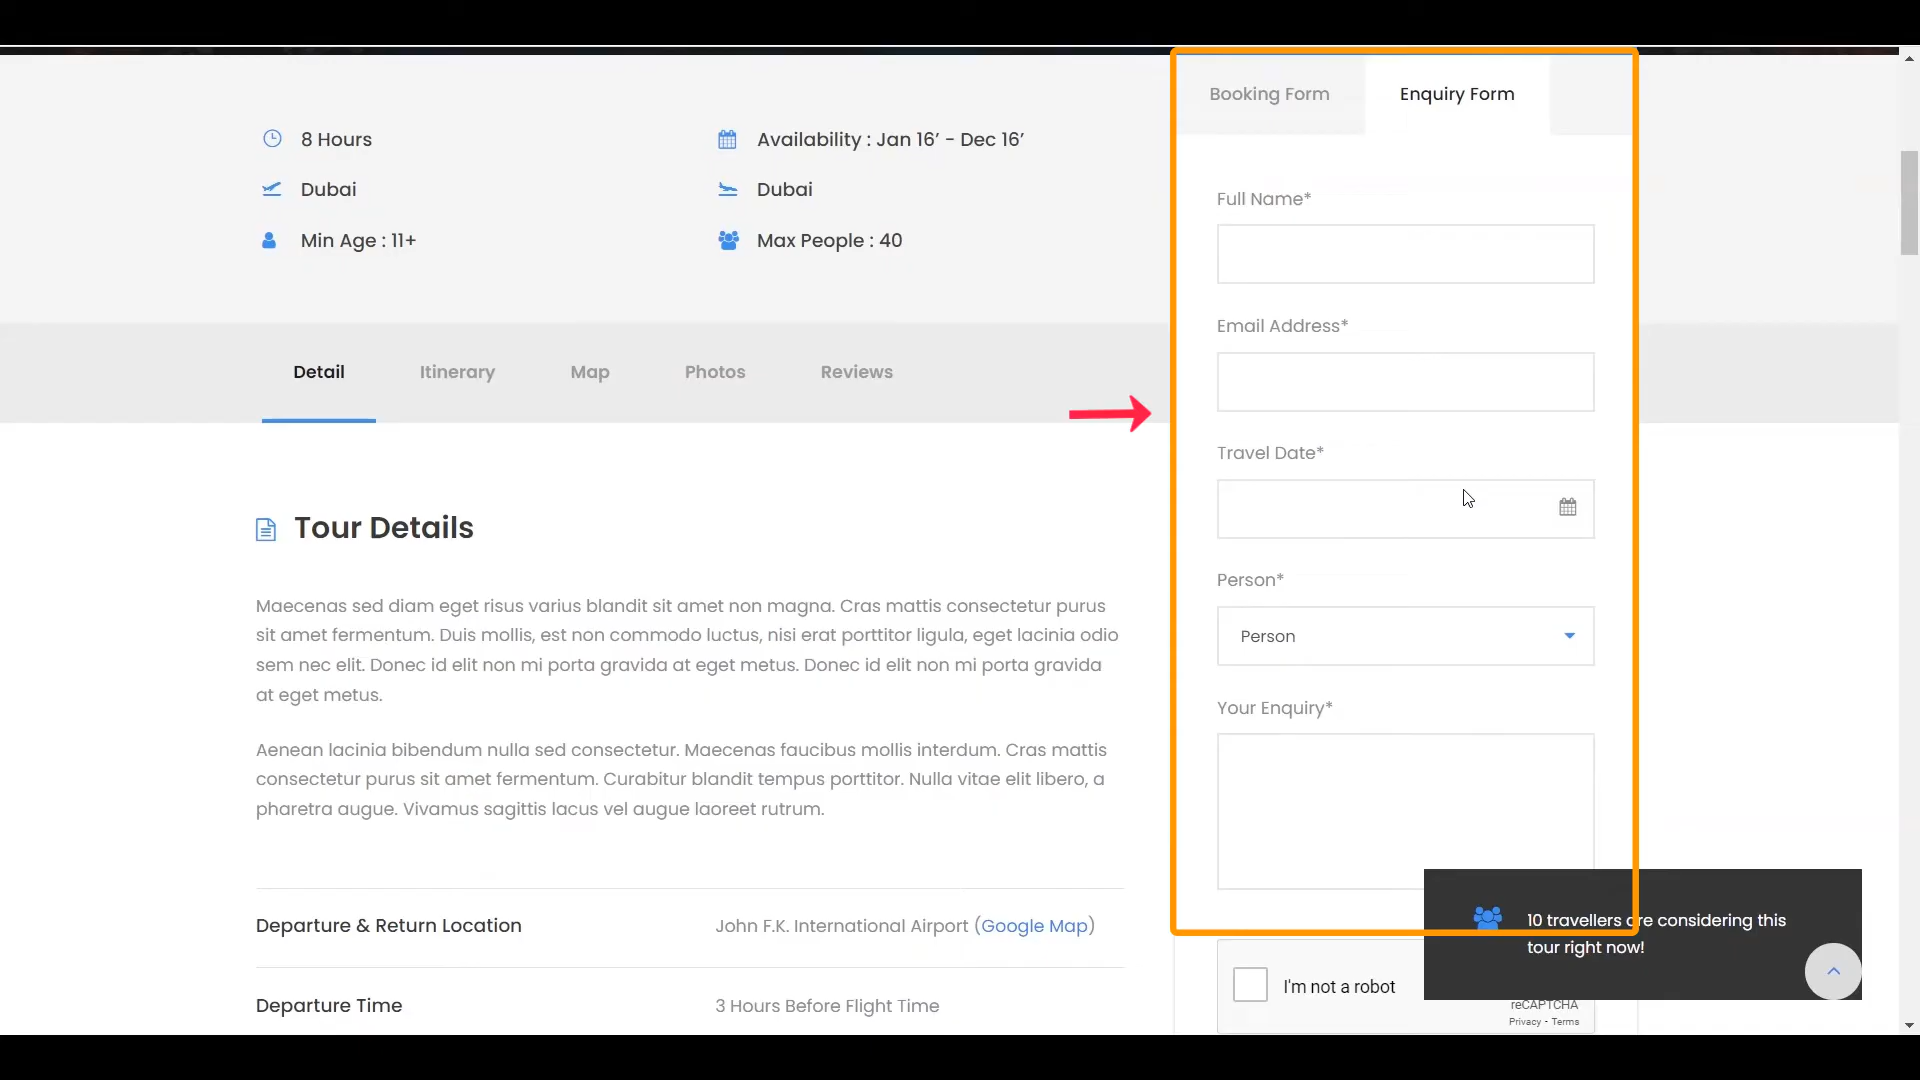 Booking Form
Enquiry Form
8 Hours
Availability : Jan 16’ - Dec 16’
Dubai
Dubai
Min Age : 11+
Max People : 40
Full Name*
Email Address*
Detail
Itinerary
Map
Photos
Reviews
Travel Date*
Tour Details
Person*
Person
Maecenas sed diam eget risus varius blandit sit amet non magna. Cras mattis consectetur purus
sit amet fermentum. Duis mollis, est non commodo luctus, nisi erat porttitor ligula, eget lacinia odio
sem nec elit. Donec id elit non mi porta gravida at eget metus. Donec id elit non mi porta gravida
at eget metus.
Your Enquiry*
Aenean lacinia bibendum nulla sed consectetur. Maecenas faucibus mollis interdum. Cras mattis
consectetur purus sit amet fermentum. Curabitur blandit tempus porttitor. Nulla vitae elit libero, a
pharetra augue. Vivamus sagittis lacus vel augue laoreet rutrum.
Departure & Return Location
John F.K. International Airport (Google Map)
10 travellers are considering this
tour right now!
I'm not a robot
reCAPTCHA
Privacy - Terms
Departure Time
3 Hours Before Flight Time